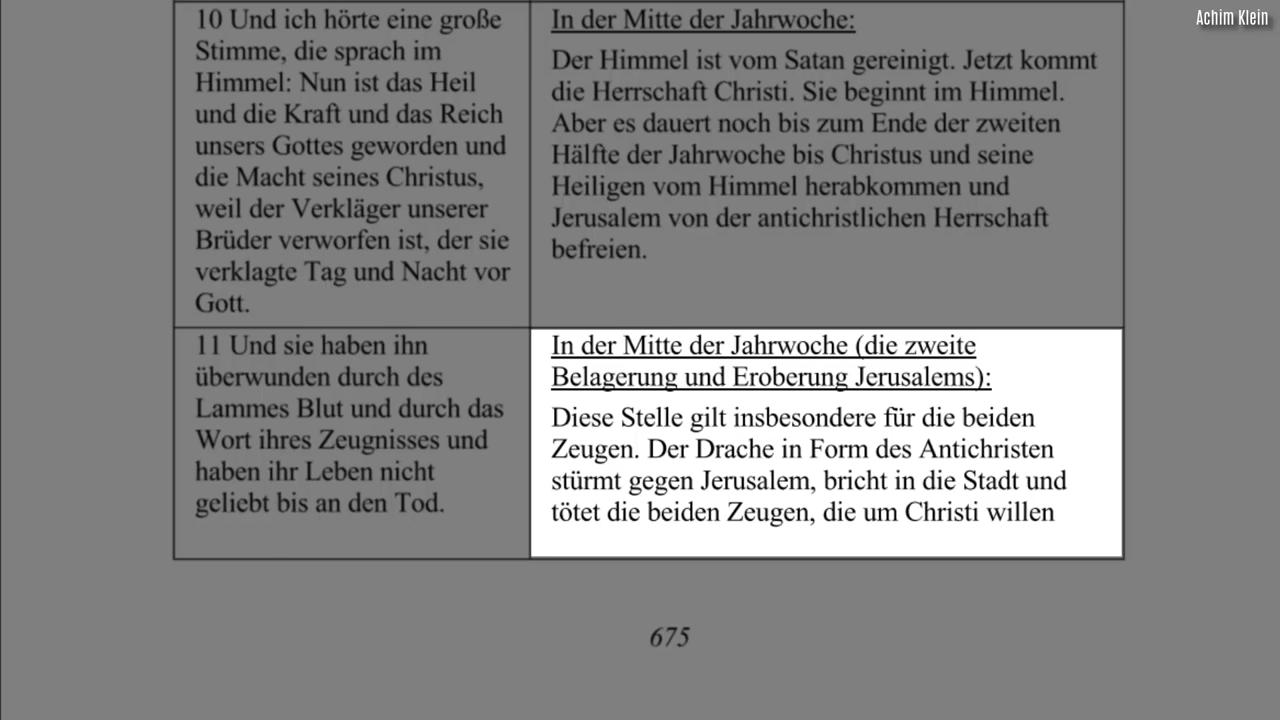 Achim Klein
10 Und ich hörte eine große
Stimme, die sprach im
Himmel: Nun ist das Heil
und die Kraft und das Reich
unsers Gottes geworden und
die Macht seines Christus,
weil der Verkläger unserer
Brüder verworfen ist, der sie
verklagte Tag und Nacht vor
Gott.
In der Mitte der Jahrwoche:
Der Himmel ist vom Satan gereinigt. Jetzt kommt
die Herrschaft Christi. Sie beginnt im Himmel.
Aber es dauert noch bis zum Ende der zweiten
Hälfte der Jahrwoche bis Christus und seine
Heiligen vom Himmel herabkommen und
Jerusalem von der antichristlichen Herrschaft
befreien.
11 Und sie haben ihn
überwunden durch des
Lammes Blut und durch das
Wort ihres Zeugnisses und
haben ihr Leben nicht
geliebt bis an den Tod.
In der Mitte der Jahrwoche (die zweite
Belagerung und Eroberung Jerusalems):
Diese Stelle gilt insbesondere für die beiden
Zeugen. Der Drache in Form des Antichristen
stürmt gegen Jerusalem, bricht in die Stadt und
tötet die beiden Zeugen, die um Christi willen
675